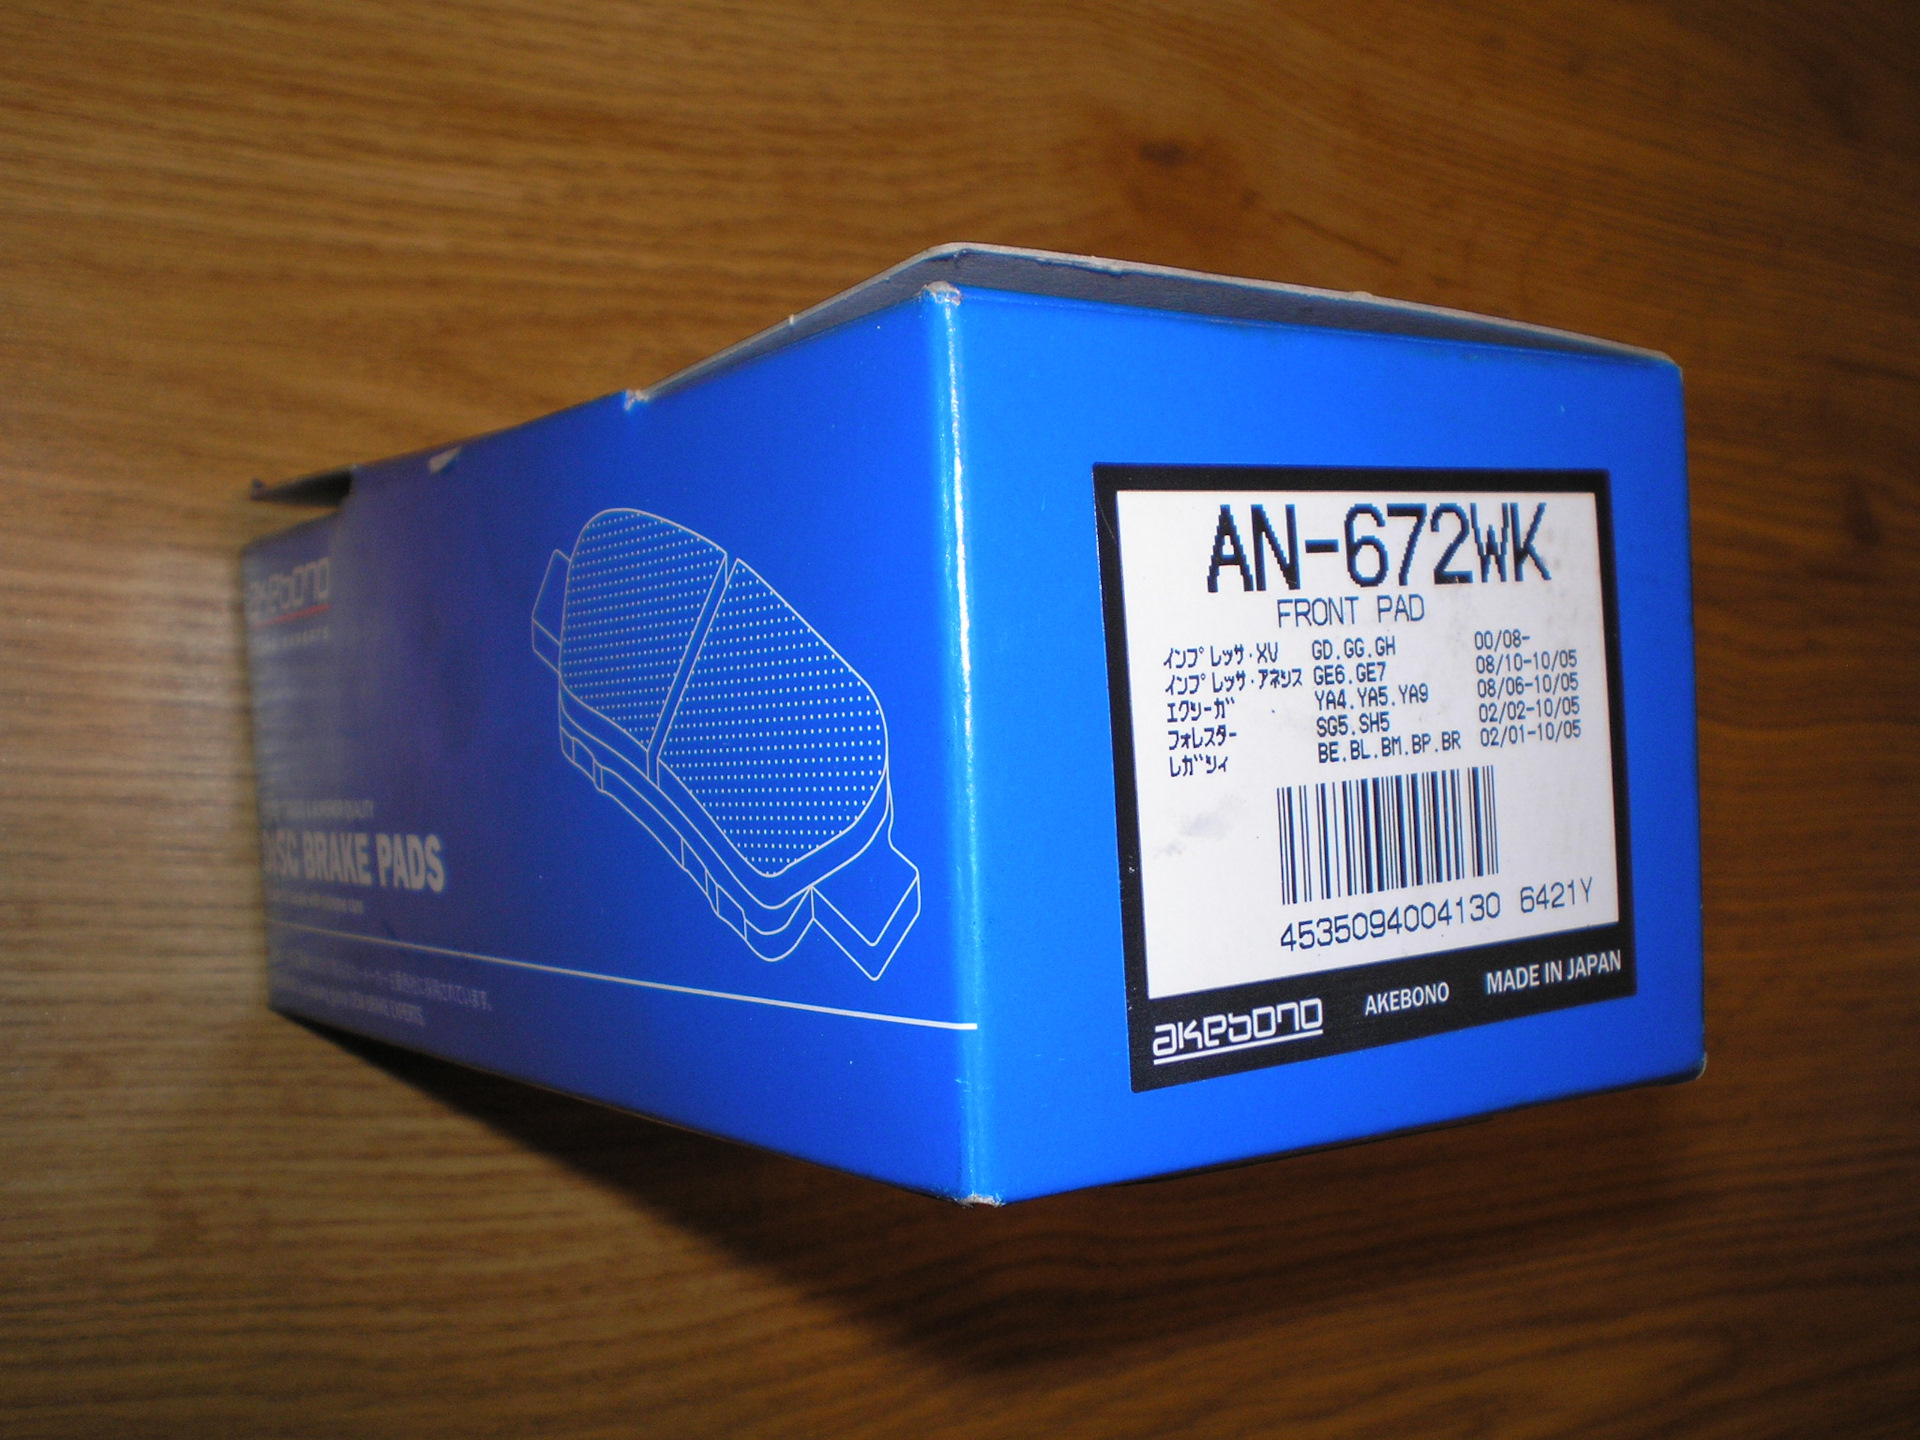 akebono
DISC BRAKE PADS
AN-672WK
FRONT PAD
インプレッサ・XV GD.GG.GH 00/08-
インプレッサ・アネシス GE6.GE7 08/10-10/05
エクシーガ YA4.YA5.YA9 08/06-10/05
フォレスター SG5.SH5 02/02-10/05
レガシィ BE.BL.BM.BP.BR 02/01-10/05
4535094004130 6421Y
akebono AKEBONO MADE IN JAPAN